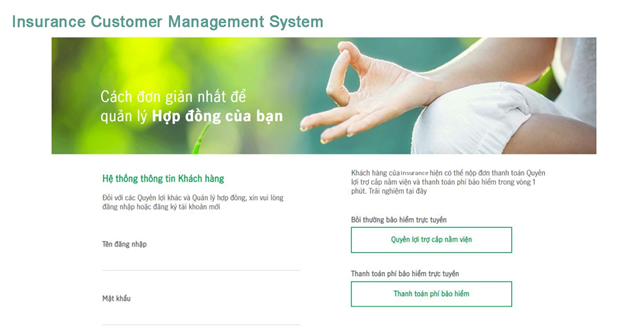 Insurance Customer Management System
Cách đơn giản nhất để
quản lý Hợp đồng của bạn
Hệ thống thông tin Khách hàng
Đối với các Quyền lợi khác và Quản lý hợp đồng, xin vui lòng
đăng nhập hoặc đăng ký tài khoản mới
Tên đăng nhập
Mật khẩu
Khách hàng của Insurance hiện có thể nộp đơn thanh toán Quyền
lợi trợ cấp nằm viện và thanh toán phí bảo hiểm trong vòng 1
phút. Trải nghiệm tại đây
Bồi thường bảo hiểm trực tuyến
Quyền lợi trợ cấp nằm viện
Thanh toán phí bảo hiểm trực tuyến
Thanh toán phí bảo hiểm